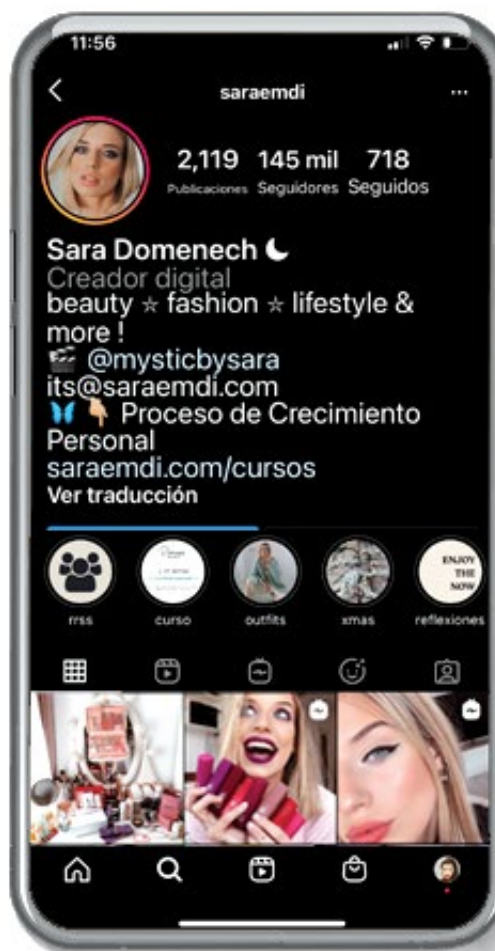 11:56
saraemdi
2,119 145 mil 718
Publicaciones Seguidores Seguidos
Sara Domenech
Creador digital
beauty ☆ fashion ☆ lifestyle &
more !
@mysticbysara
its@saraemdi.com
Proceso de Crecimiento
Personal
saraemdi.com/cursos
Ver traducción
ENJOY
THE
NOW
rrss curso outfits xmas reflexiones